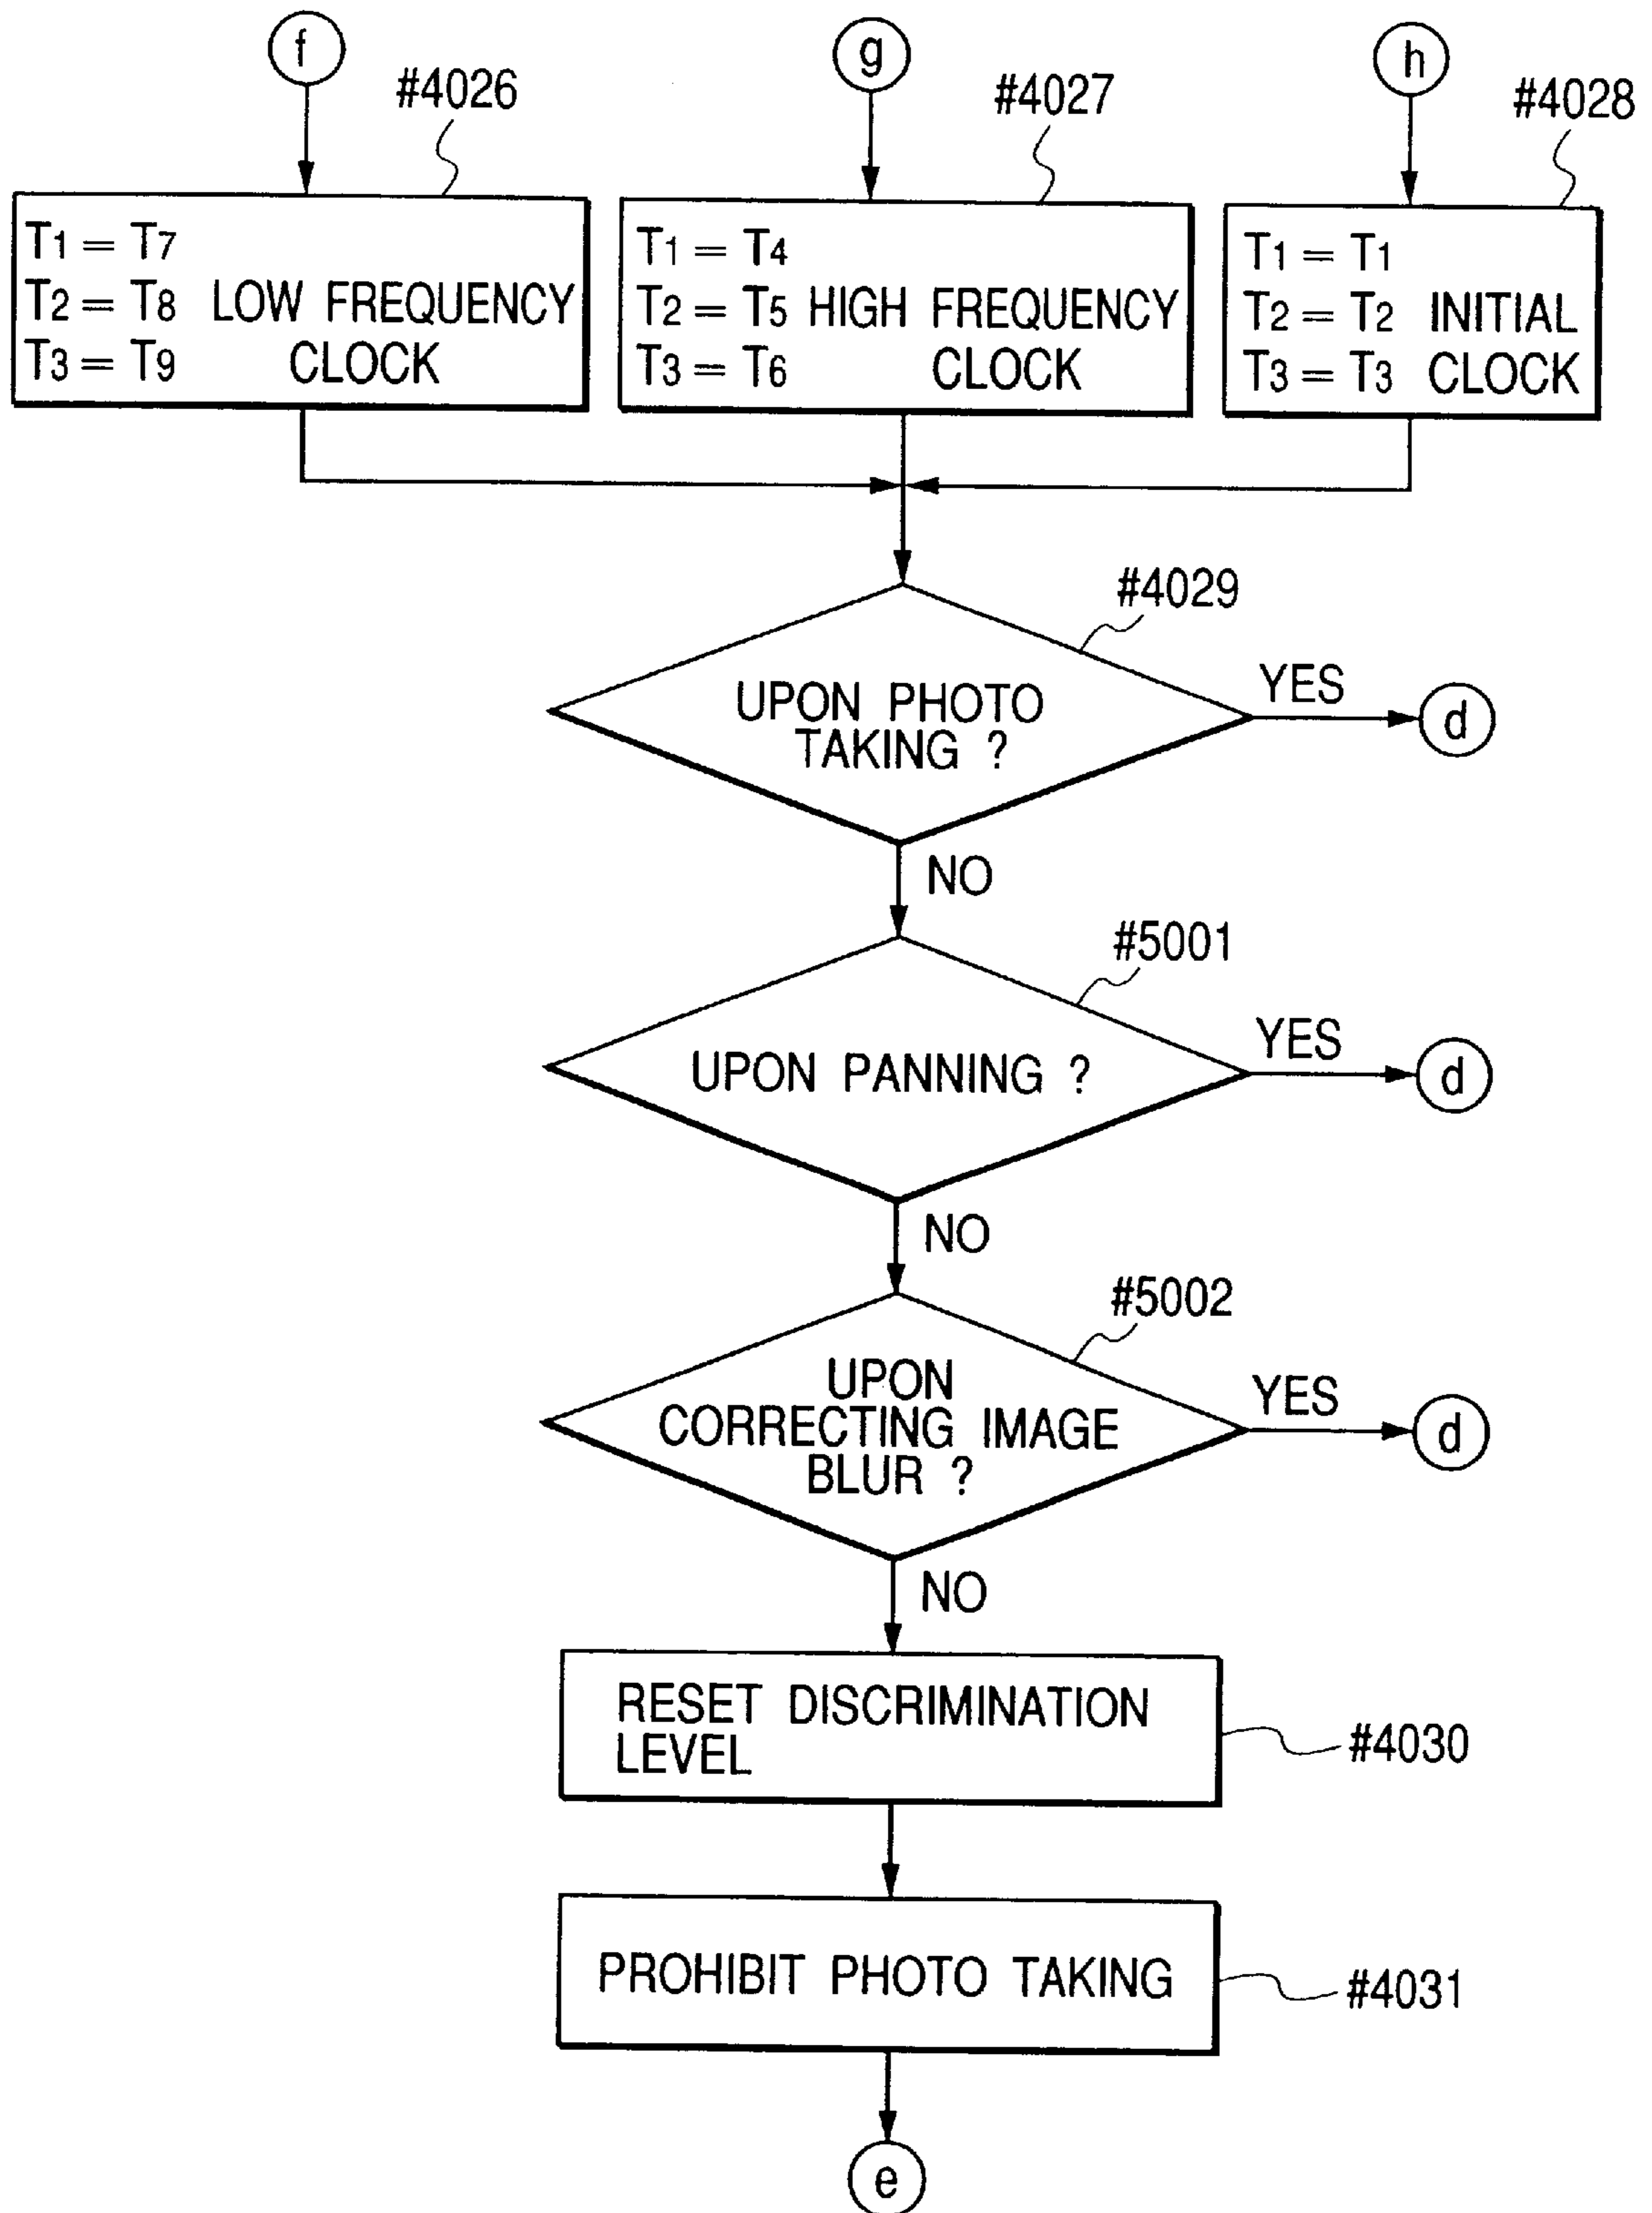 f
g
h
#4026
#4027
#4028
T1 = T7
T2 = T8 LOW FREQUENCY
T3 = T9 CLOCK
T1 = T4
T2 = T5 HIGH FREQUENCY
T3 = T6 CLOCK
T1 = T1
T2 = T2 INITIAL
T3 = T3 CLOCK
#4029
UPON PHOTO
TAKING ?
YES
d
NO
#5001
UPON PANNING ?
YES
d
NO
#5002
UPON
CORRECTING IMAGE
BLUR ?
YES
d
NO
RESET DISCRIMINATION
LEVEL
#4030
PROHIBIT PHOTO TAKING
#4031
e